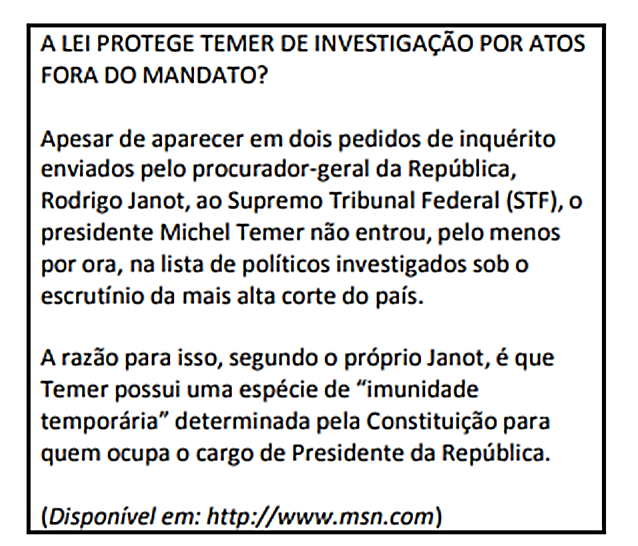 A LEI PROTEGE TEMER DE INVESTIGAÇÃO POR ATOS
FORA DO MANDATO?
Apesar de aparecer em dois pedidos de inquérito
enviados pelo procurador-geral da República,
Rodrigo Janot, ao Supremo Tribunal Federal (STF), o
presidente Michel Temer não entrou, pelo menos
por ora, na lista de políticos investigados sob o
escrutínio da mais alta corte do país.
A razão para isso, segundo o próprio Janot, é que
Temer possui uma espécie de “imunidade
temporária” determinada pela Constituição para
quem ocupa o cargo de Presidente da República.
(Disponível em: http://www.msn.com)